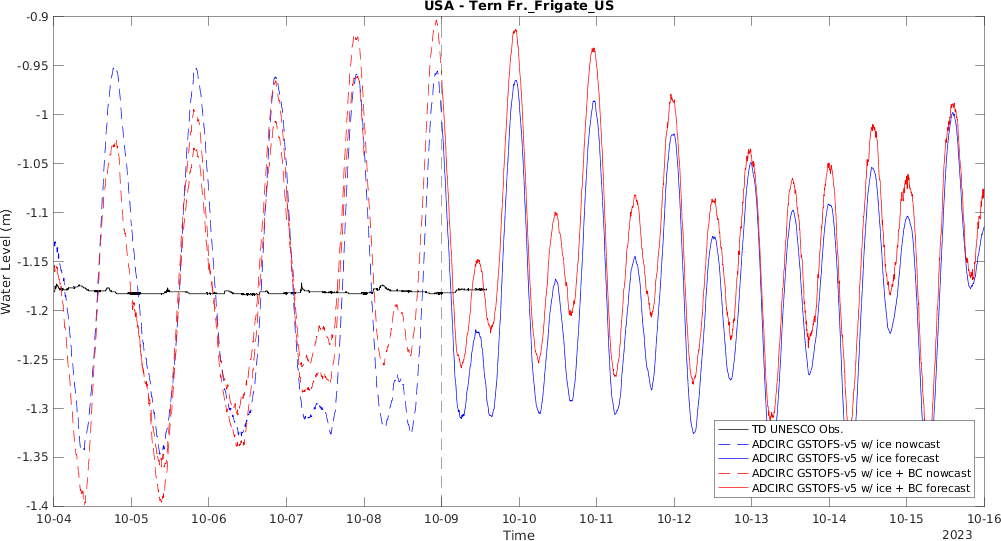 USA - Tern Fr._Frigate_US
-0.9
-0.95
-1
-1.05
-1.1
-1.15
-1.2
-1.25
-1.3
-1.35
-1.4
Water Level (m)
TD UNESCO Obs.
ADCIRC GSTOFS-v5 w/ ice nowcast
ADCIRC GSTOFS-v5 w/ ice forecast
ADCIRC GSTOFS-v5 w/ ice + BC nowcast
ADCIRC GSTOFS-v5 w/ ice + BC forecast
10-04 10-05 10-06 10-07 10-08 10-09 10-10 10-11 10-12 10-13 10-14 10-15 10-16
Time
2023